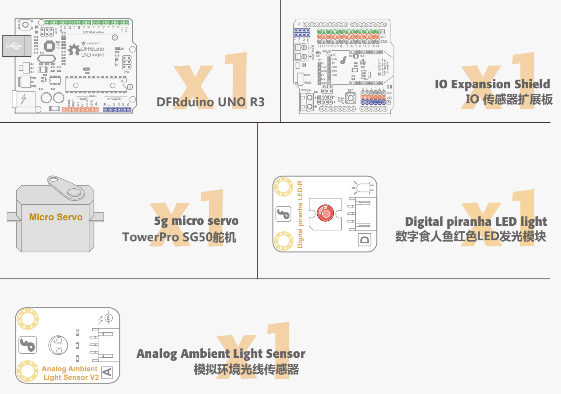 x1
DFRduino UNO R3
x1
IO Expansion Shield
IO 传感器扩展板
Micro Servo
x1
5g micro servo
TowerPro SG50舵机
Digital piranha LED-R
D
x1
Digital piranha LED light
数字食人鱼红色LED发光模块
Analog Ambient
Light Sensor V2
A
x1
Analog Ambient Light Sensor
模拟环境光线传感器